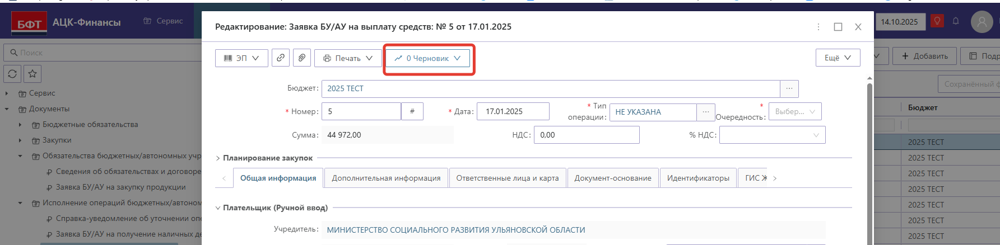 БФТ АЦК-Финансы Сервис
Редактирование: Заявка БУ/АУ на выплату средств: № 5 от 17.01.2025
14.10.2025
Поиск
ЭП Печать 0 Черновик Ещё
Добавить Подр
Сохранённый ф
Бюджет: 2025 ТЕСТ ...
* Номер: 5 # * Дата: 17.01.2025 * Тип операции: НЕ УКАЗАНА ... * Очередность: Выбер...
Сумма: 44 972,00 НДС: 0,00 % НДС:
Планирование закупок
Общая информация Дополнительная информация Ответственные лица и карта Документ-основание Идентификаторы ГИС Ж
Плательщик (Ручной ввод)
Учредитель: МИНИСТЕРСТВО СОЦИАЛЬНОГО РАЗВИТИЯ УЛЬЯНОВСКОЙ ОБЛАСТИ
Сервис
Документы
Бюджетные обязательства
Закупки
Обязательства бюджетных/автономных учр
₽ Сведения об обязательствах и договоре
₽ Заявка БУ/АУ на закупку продукции
Исполнение операций бюджетных/автоном
₽ Справка-уведомление об уточнении опе
₽ Заявка БУ/АУ на получение наличных де
Бюджет
2025 ТЕСТ
2025 ТЕСТ
2025 ТЕСТ
2025 ТЕСТ
2025 ТЕСТ
2025 ТЕСТ
2025 ТЕСТ